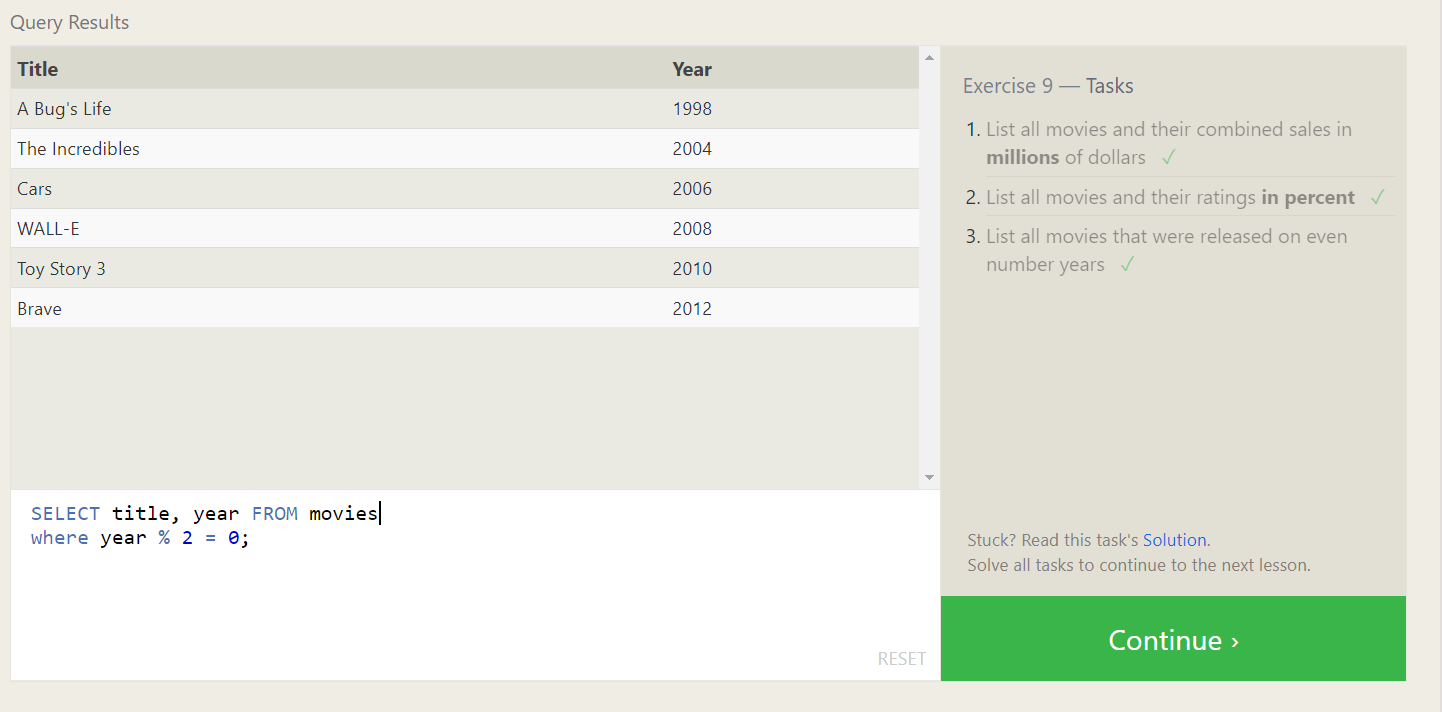 Query Results
Title Year
A Bug's Life 1998
The Incredibles 2004
Cars 2006
WALL-E 2008
Toy Story 3 2010
Brave 2012
SELECT title, year FROM movies
where year % 2 = 0;
RESET
Exercise 9 — Tasks
1. List all movies and their combined sales in
millions of dollars ✓
2. List all movies and their ratings in percent ✓
3. List all movies that were released on even
number years ✓
Stuck? Read this task's Solution.
Solve all tasks to continue to the next lesson.
Continue ›